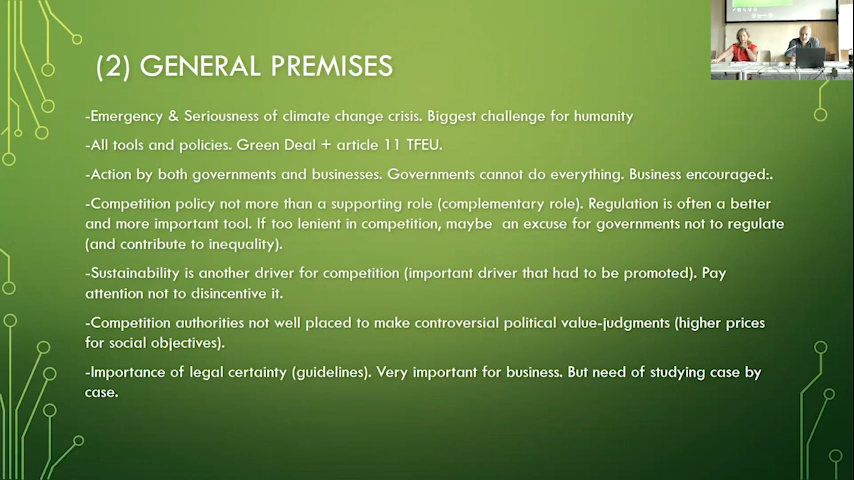 (2) GENERAL PREMISES
-Emergency & Seriousness of climate change crisis. Biggest challenge for humanity
-All tools and policies. Green Deal + article 11 TFEU.
-Action by both governments and businesses. Governments cannot do everything. Business encouraged:.
-Competition policy not more than a supporting role (complementary role). Regulation is often a better
and more important tool. If too lenient in competition, maybe  an excuse for governments not to regulate
(and contribute to inequality).
-Sustainability is another driver for competition (important driver that had to be promoted). Pay
attention not to disincentive it.
-Competition authorities not well placed to make controversial political value-judgments (higher prices
for social objectives).
-Importance of legal certainty (guidelines). Very important for business. But need of studying case by
case.